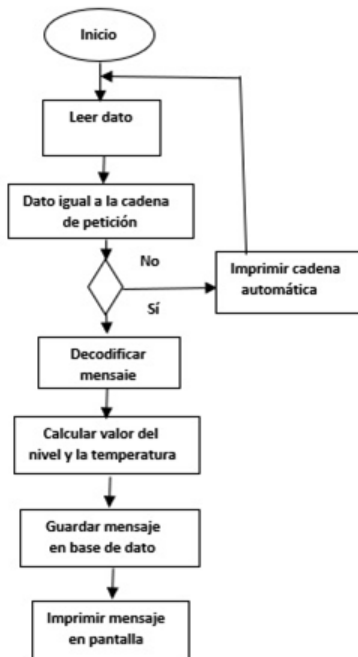 Inicio
Leer dato
Dato igual a la cadena
de petición
No
Imprimir cadena
automática
Sí
Decodificar
mensaie
Calcular valor del
nivel y la temperatura
Guardar mensaje
en base de dato
Imprimir mensaje
en pantalla